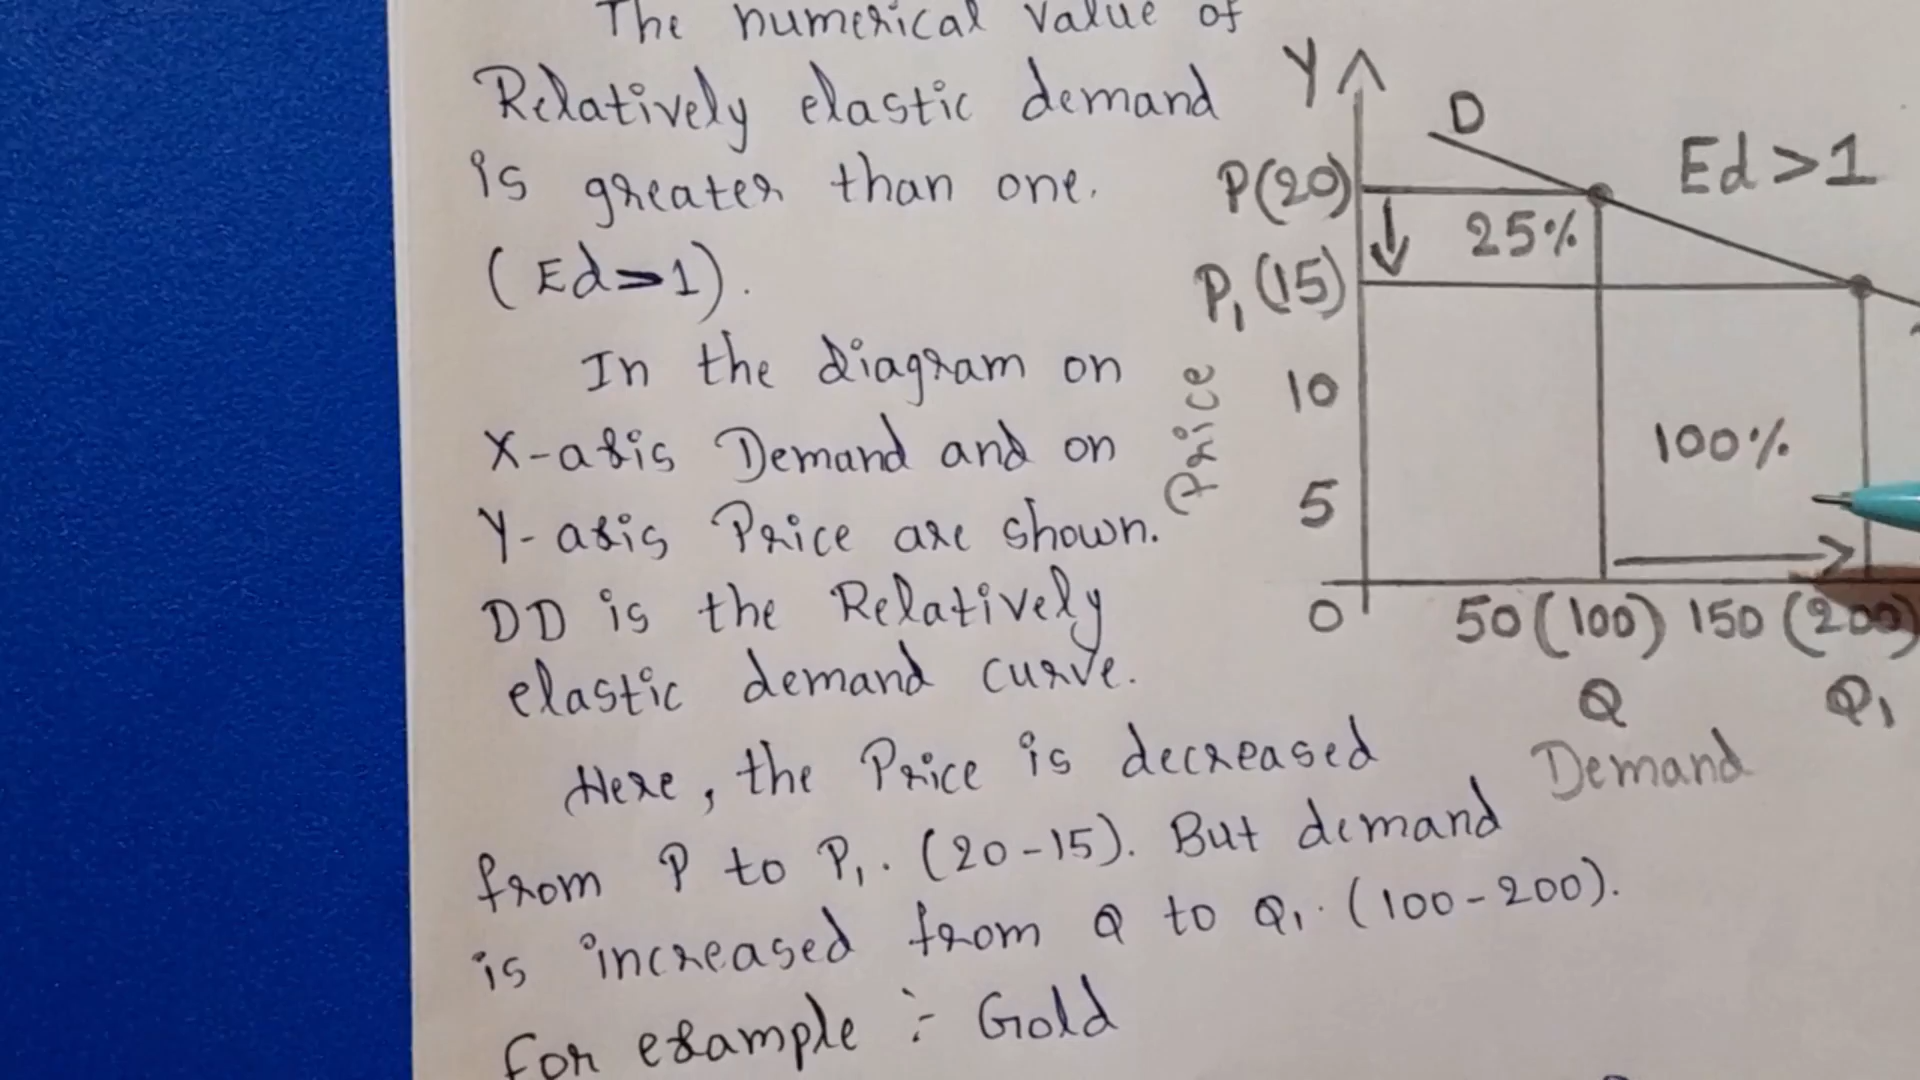 The numerical value of
Relatively elastic demand
is greater than one.
(Ed>1).
In the diagram on
X-axis Demand and on
Y-axis Price are shown.
DD is the Relatively
elastic demand curve.
Here, the Price is decreased
from P to P₁. (20-15). But demand
is increased from Q to Q₁. (100-200).
For example :- Gold
Y
D
Ed>1
P(20)
25%
P₁(15)
Price
10
100%
5
0 50 (100) 150 (200)
Q Q₁
Demand